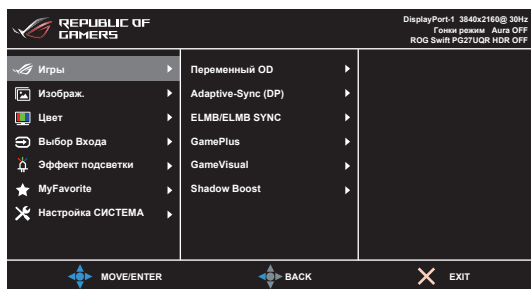 REPUBLIC OF
GAMERS
DisplayPort-1 3840x2160@ 30Hz
Гонки режим Aura OFF
ROG Swift PG27UQR HDR OFF
Игры
Изображ.
Цвет
Выбор Входа
Эффект подсветки
MyFavorite
Настройка СИСТЕМА
Переменный OD
Adaptive-Sync (DP)
ELMB/ELMB SYNC
GamePlus
GameVisual
Shadow Boost
MOVE/ENTER
BACK
EXIT